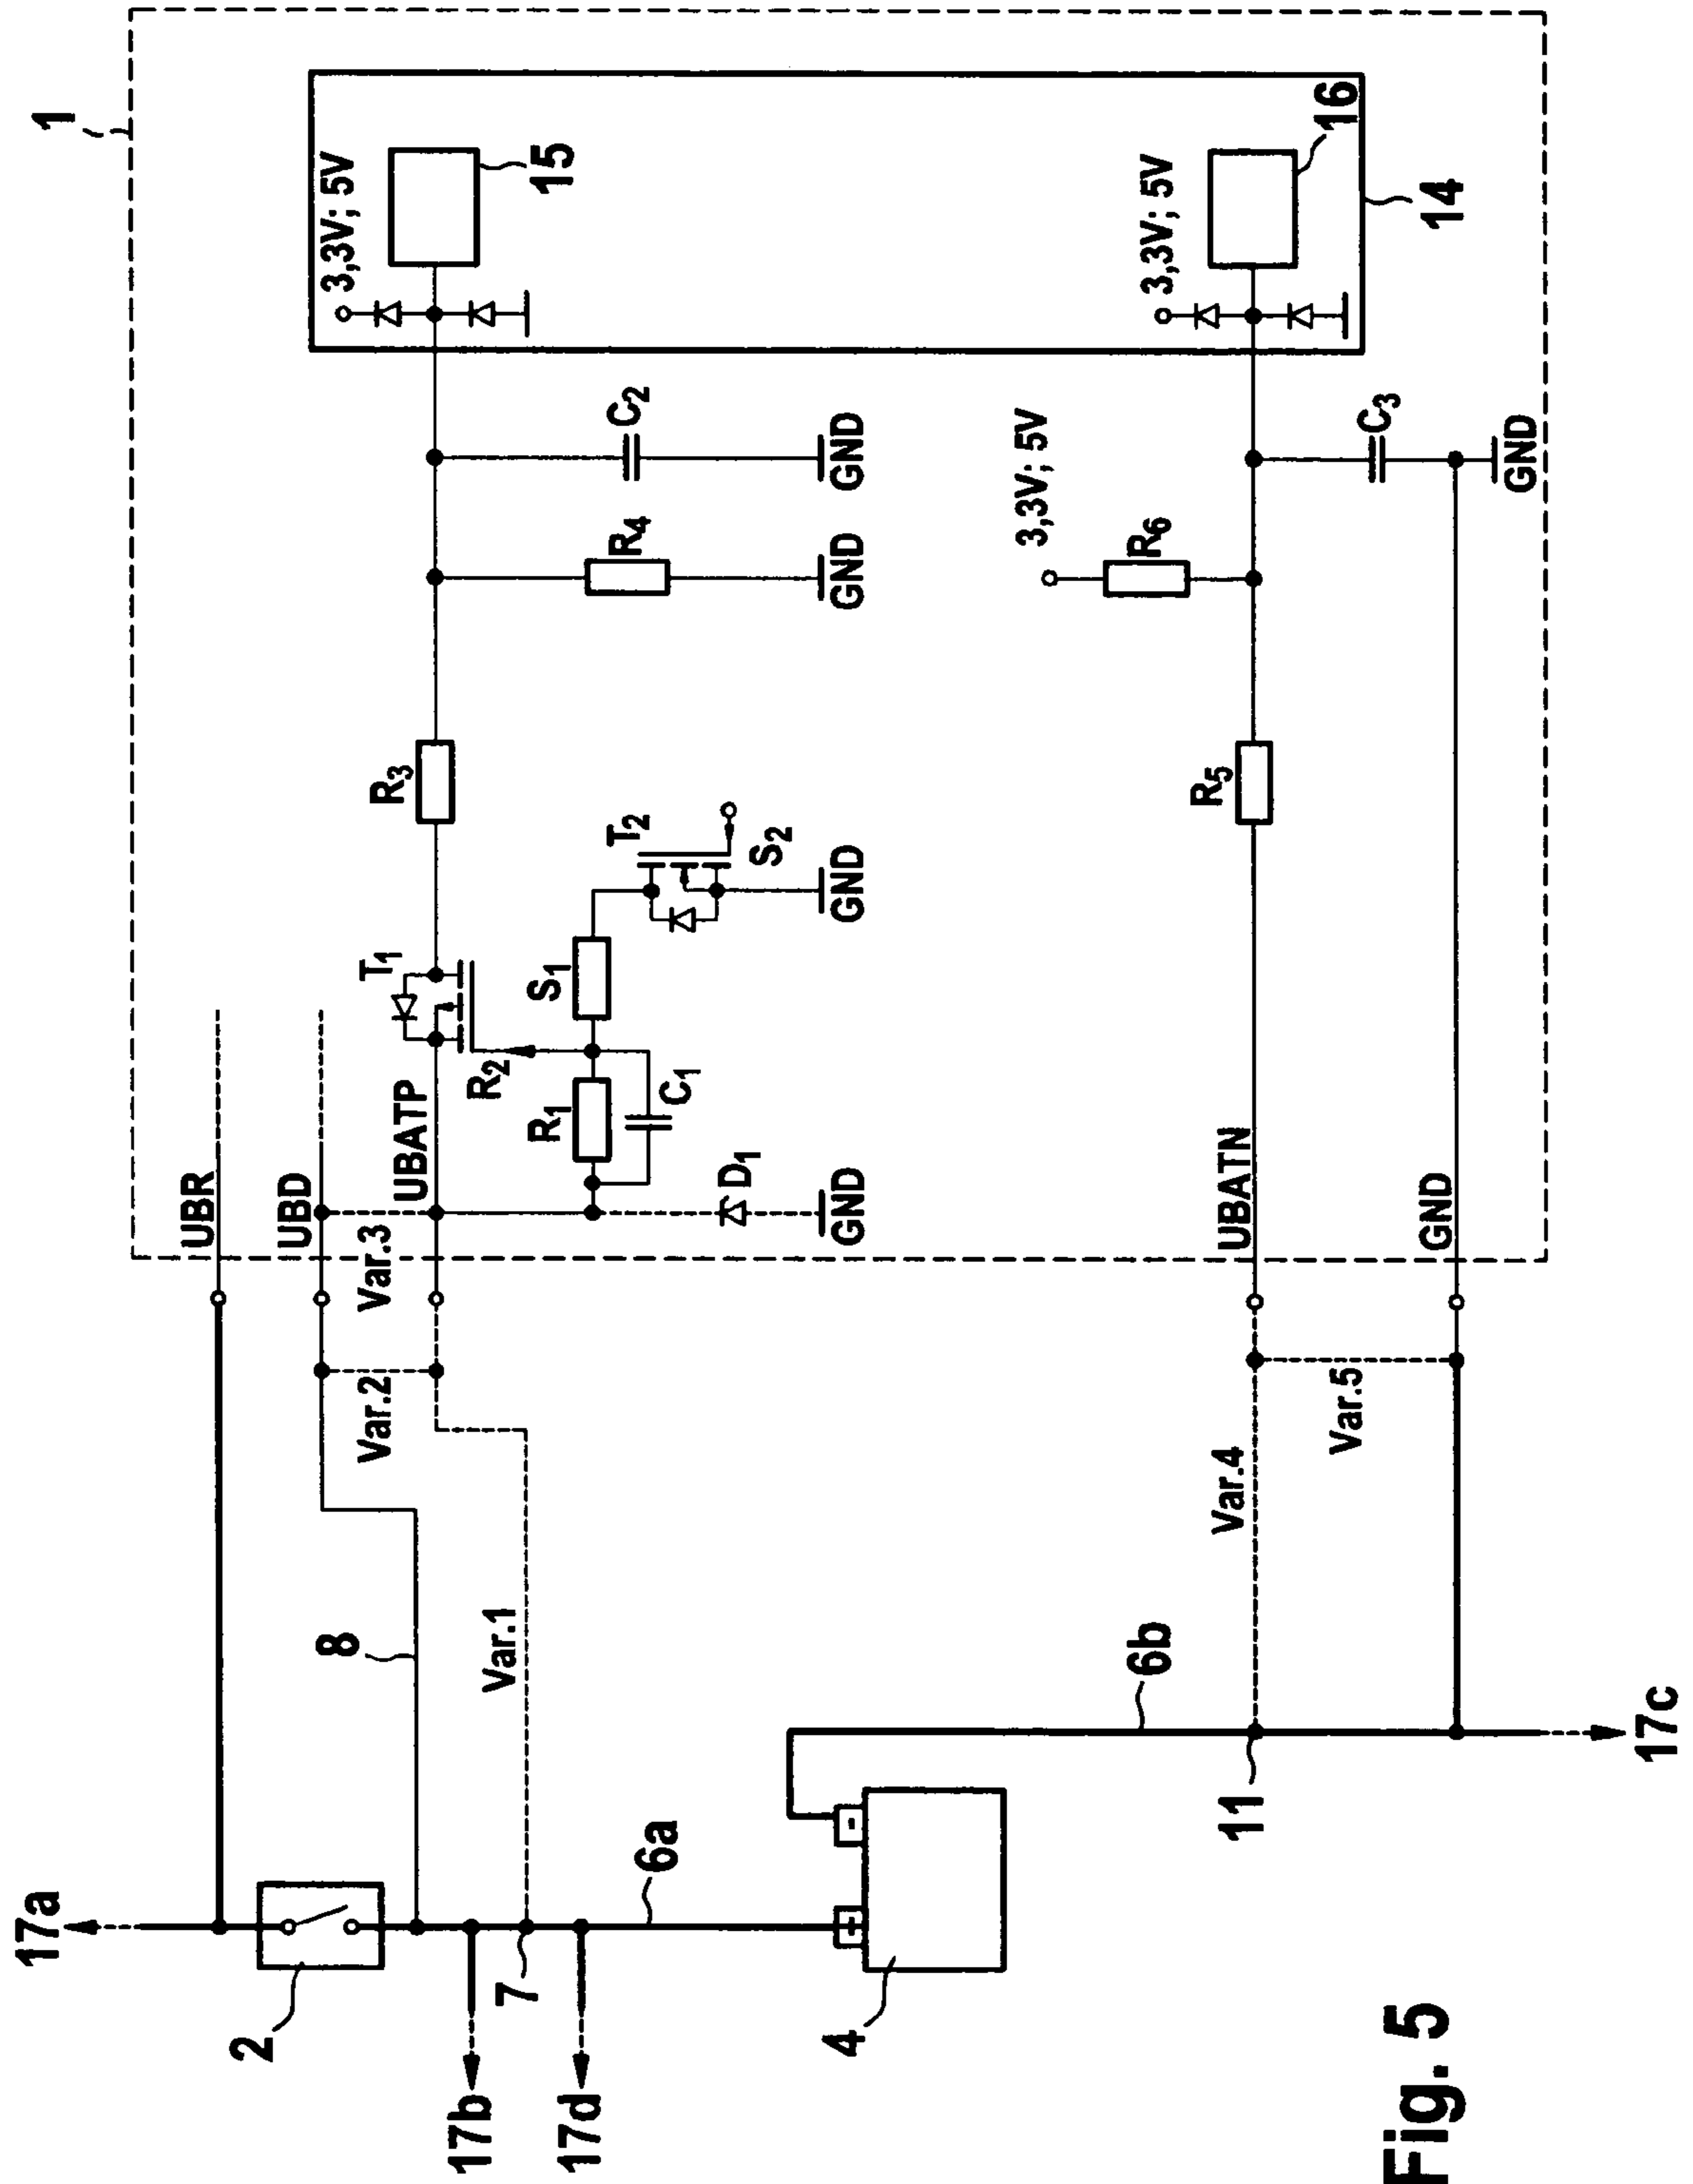 1
UBR
UBD
Var.3
Var.2
UBATP
T1
R3
R4
C2
3,3V; 5V
15
R2
R1
S1
C1
T2
S2
D1
GND
GND
GND
GND
17a
2
8
Var.1
17b
7
17d
6a
4
6b
11
17c
Var.4
Var.5
UBATN
GND
R5
3,3V; 5V
R6
C3
GND
3,3V; 5V
16
14
Fig. 5